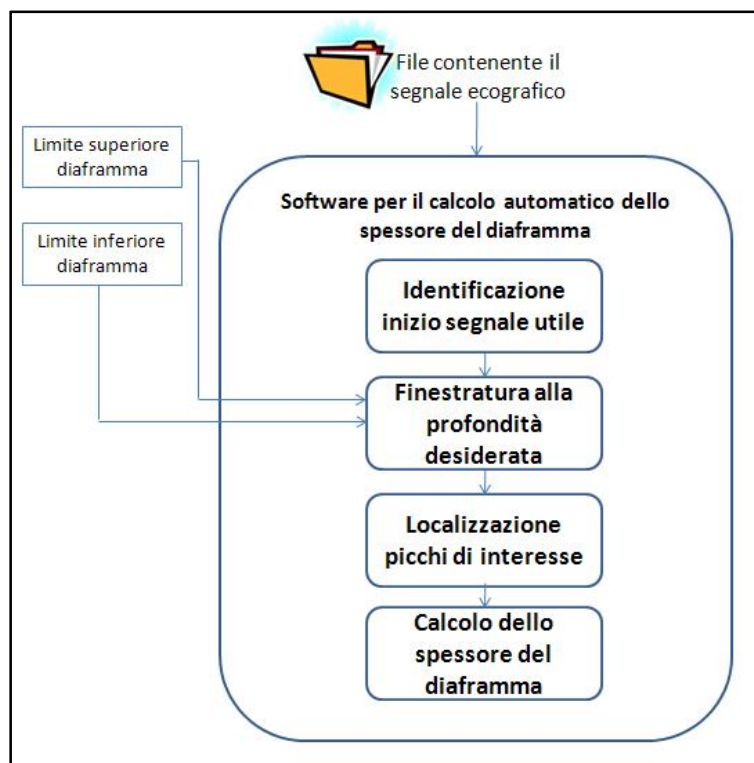 File contenente il
segnale ecografico
Limite superiore
diaframma
Limite inferiore
diaframma
Software per il calcolo automatico dello
spessore del diaframma
Identificazione
inizio segnale utile
Finestratura alla
profondità
desiderata
Localizzazione
picchi di interesse
Calcolo dello
spessore del
diaframma